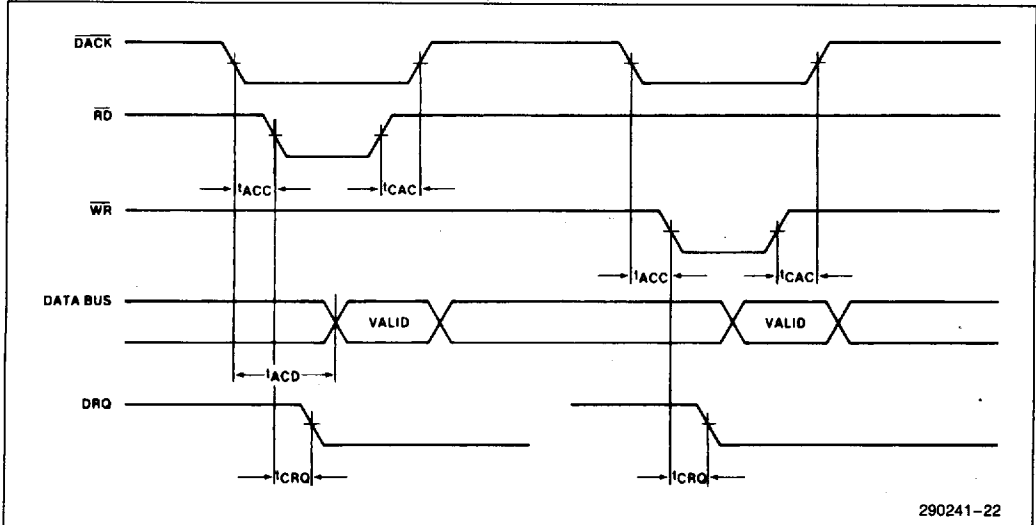 DACK
RD
tACC
tCAC
WR
tACC
tCAC
DATA BUS
VALID
VALID
tACD
DRQ
tCRQ
tCRQ
290241-22